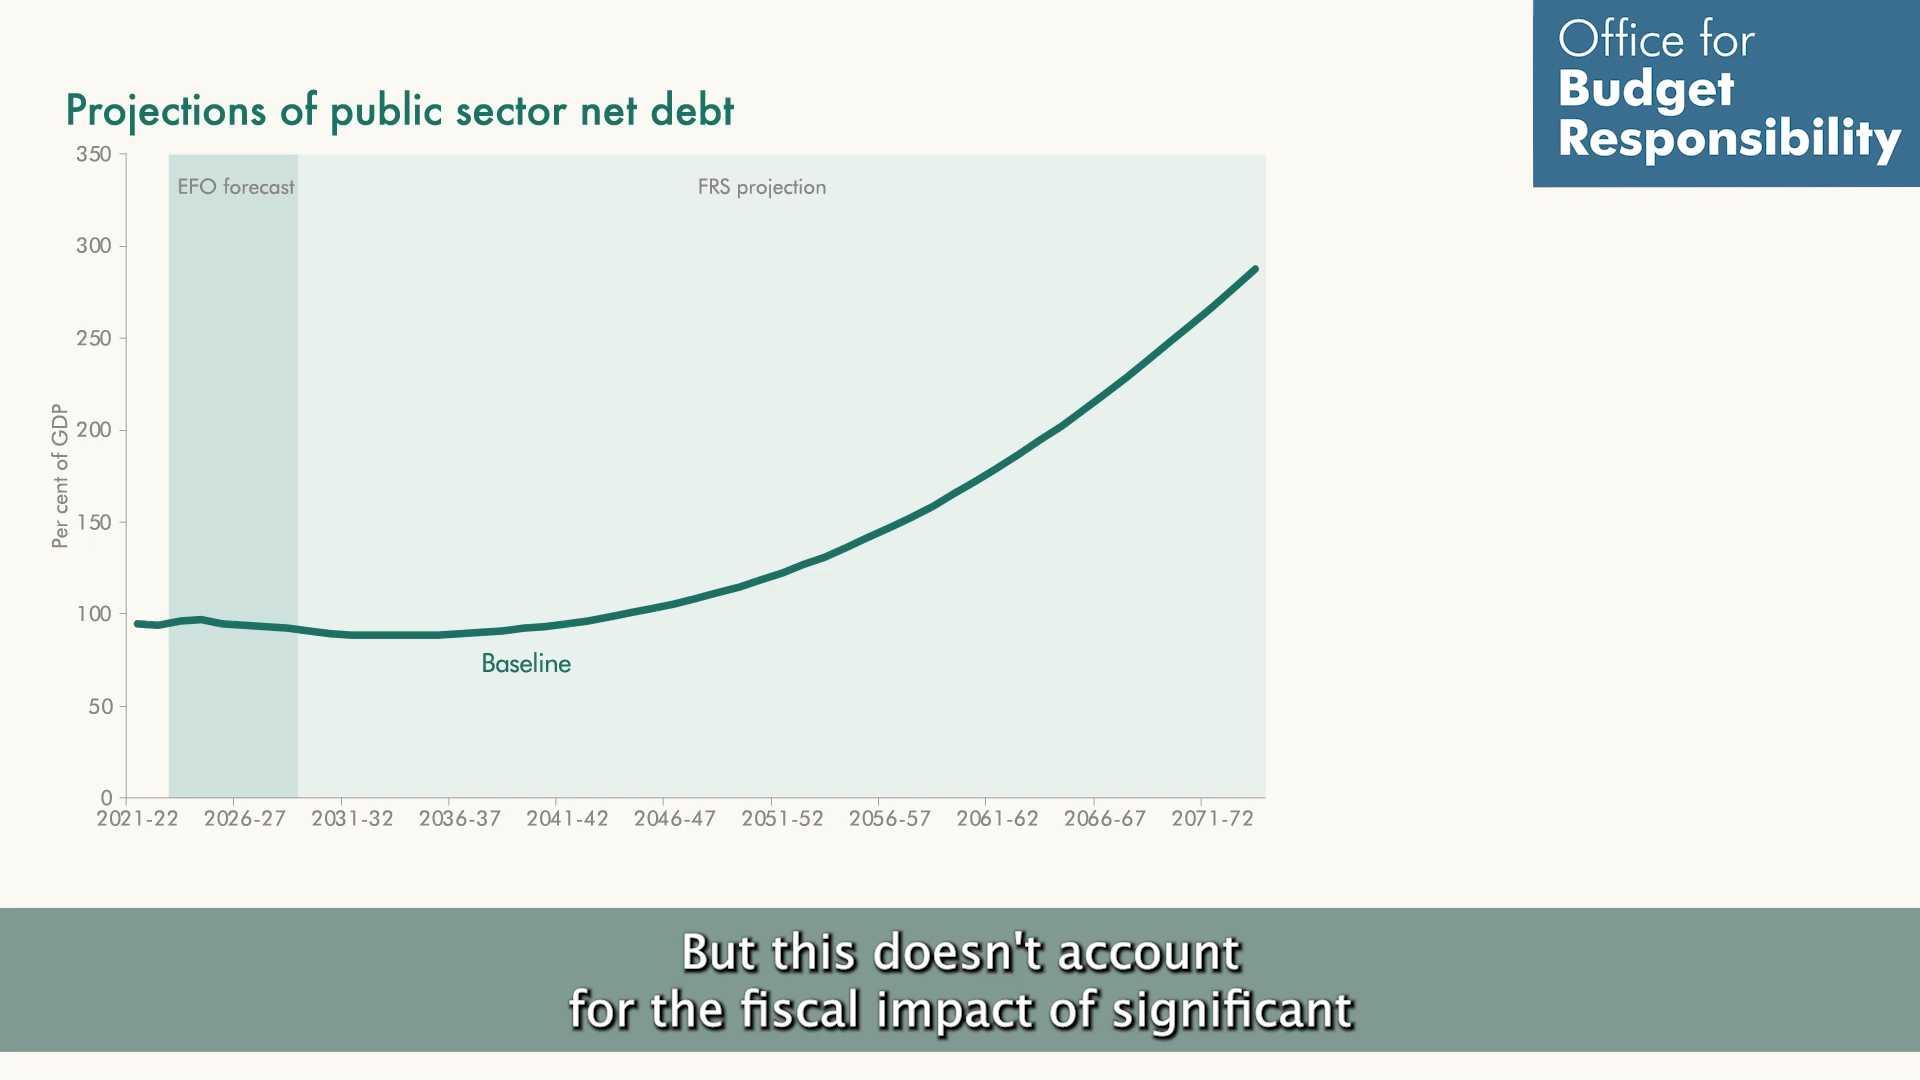 Office for
Budget
Responsibility
Projections of public sector net debt
350
300
250
200
150
100
50
0
Per cent of GDP
EFO forecast
FRS projection
Baseline
2021-22 2026-27 2031-32 2036-37 2041-42 2046-47 2051-52 2056-57 2061-62 2066-67 2071-72
But this doesn't account
for the fiscal impact of significant